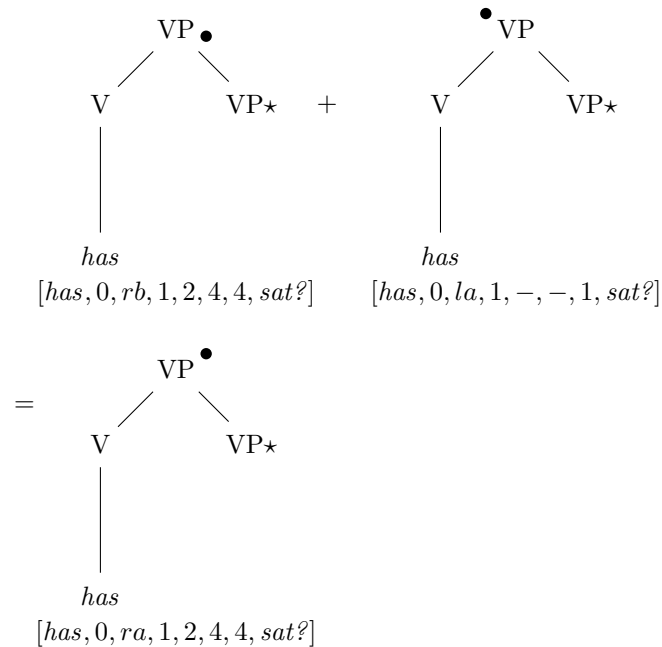 VP VP
V VP⋆ + V VP⋆
has has
[has, 0, rb, 1, 2, 4, 4, sat?] [has, 0, la, 1, −, −, 1, sat?]
VP
=
V VP⋆
has
[has, 0, ra, 1, 2, 4, 4, sat?]